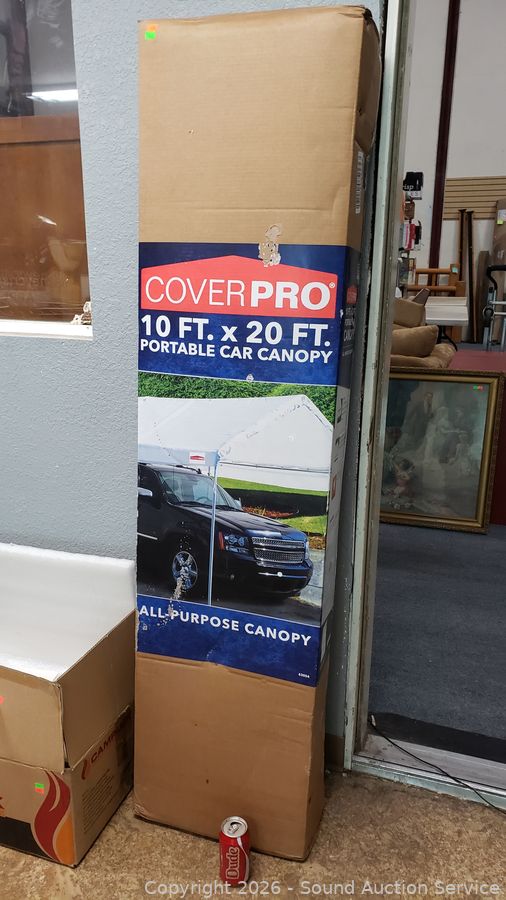 COVERPRO®
10 FT. x 20 FT.
PORTABLE CAR CANOPY
ALL-PURPOSE CANOPY
Dude
Copyright 2026 - Sound Auction Service